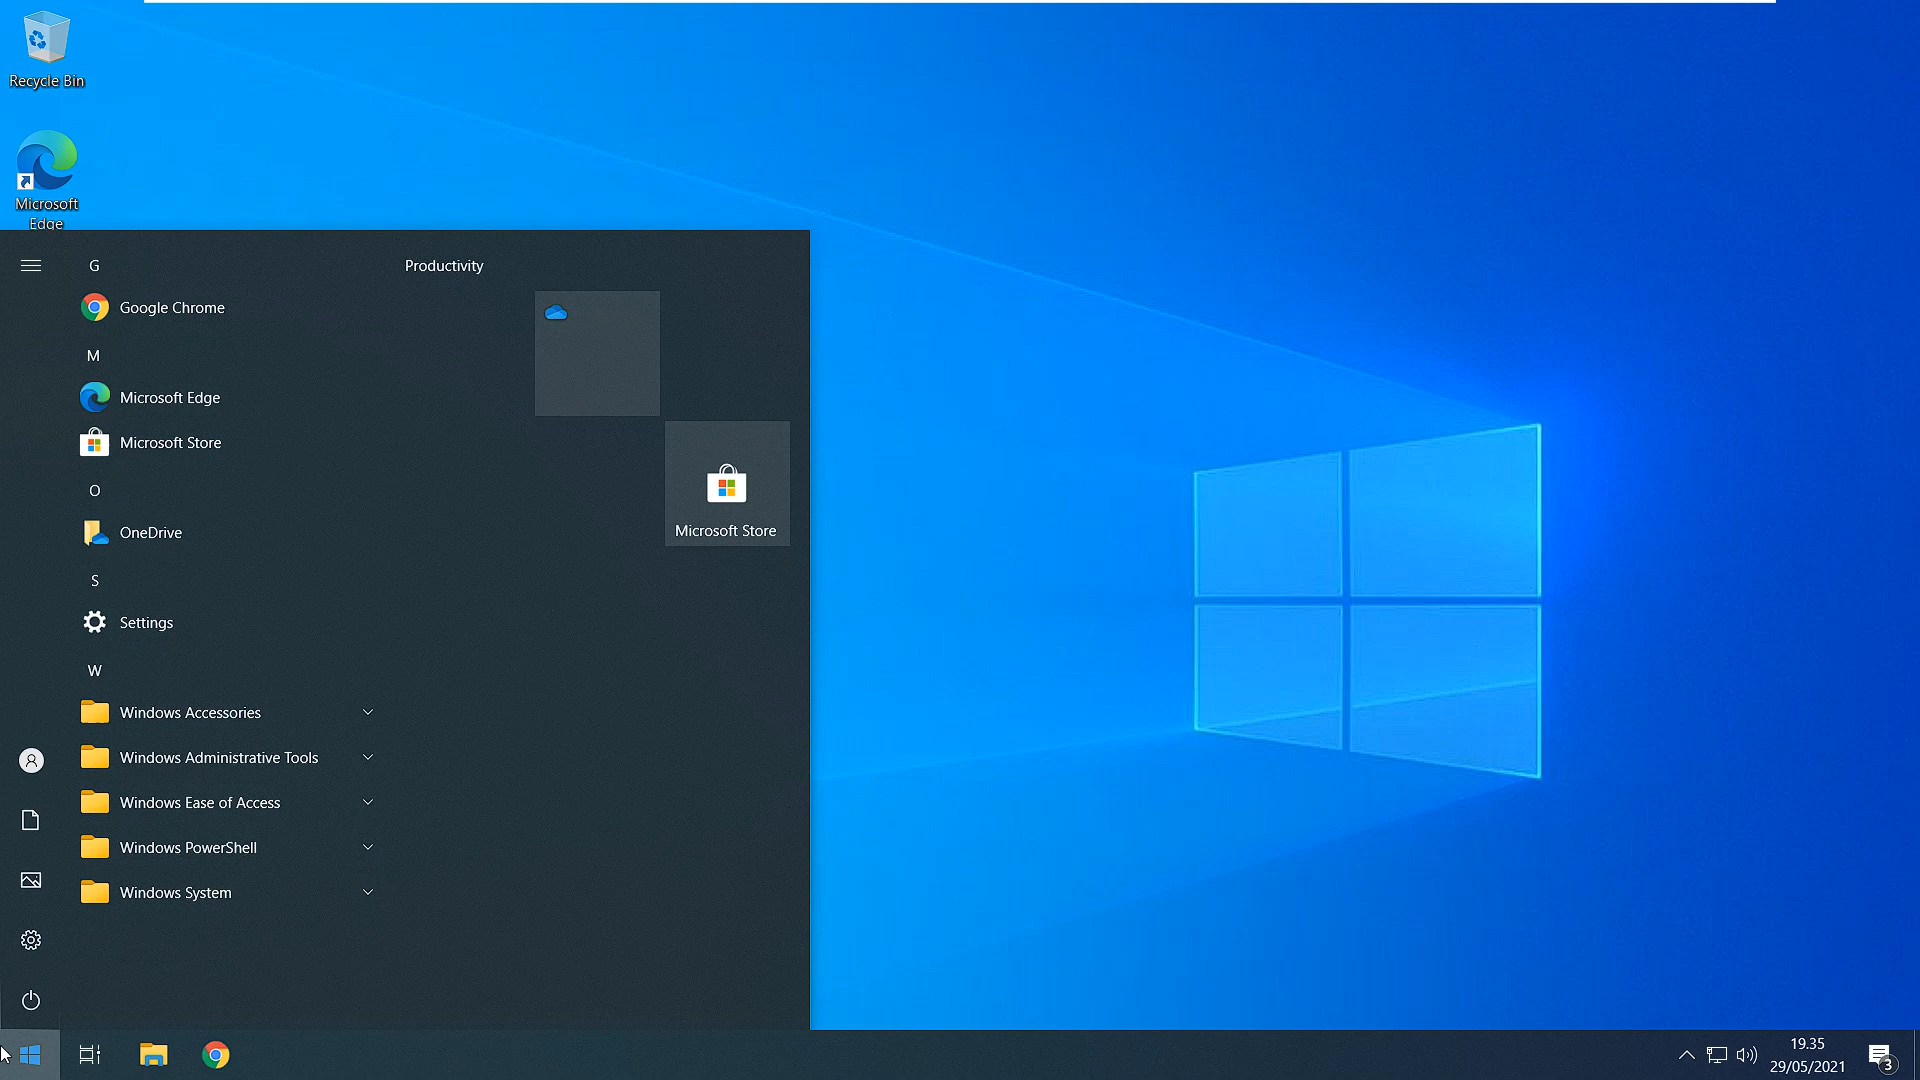 Recycle Bin
Microsoft
Edge
G
Productivity
Google Chrome
M
Microsoft Edge
Microsoft Store
O
OneDrive
Microsoft Store
S
Settings
W
Windows Accessories
Windows Administrative Tools
Windows Ease of Access
Windows PowerShell
Windows System
19.35
29/05/2021
3